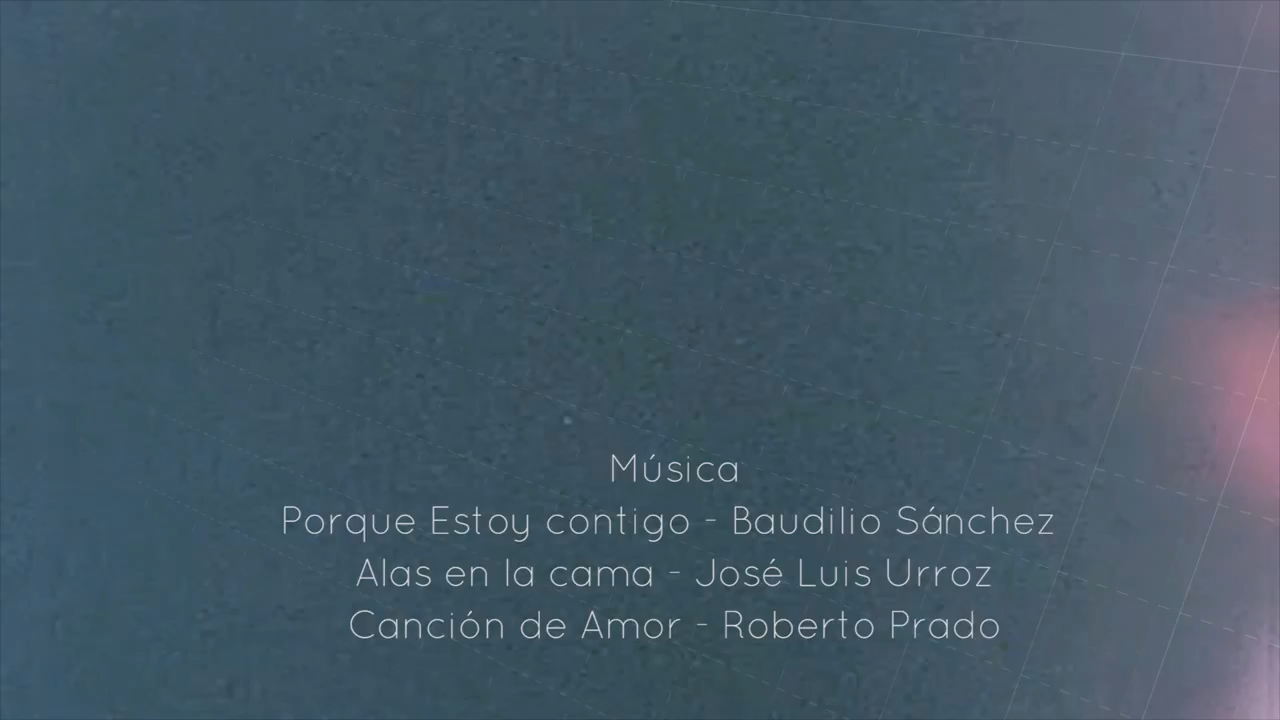 Música
Porque Estoy contigo - Baudilio Sánchez
Alas en la cama - José Luis Urroz
Canción de Amor - Roberto Prado